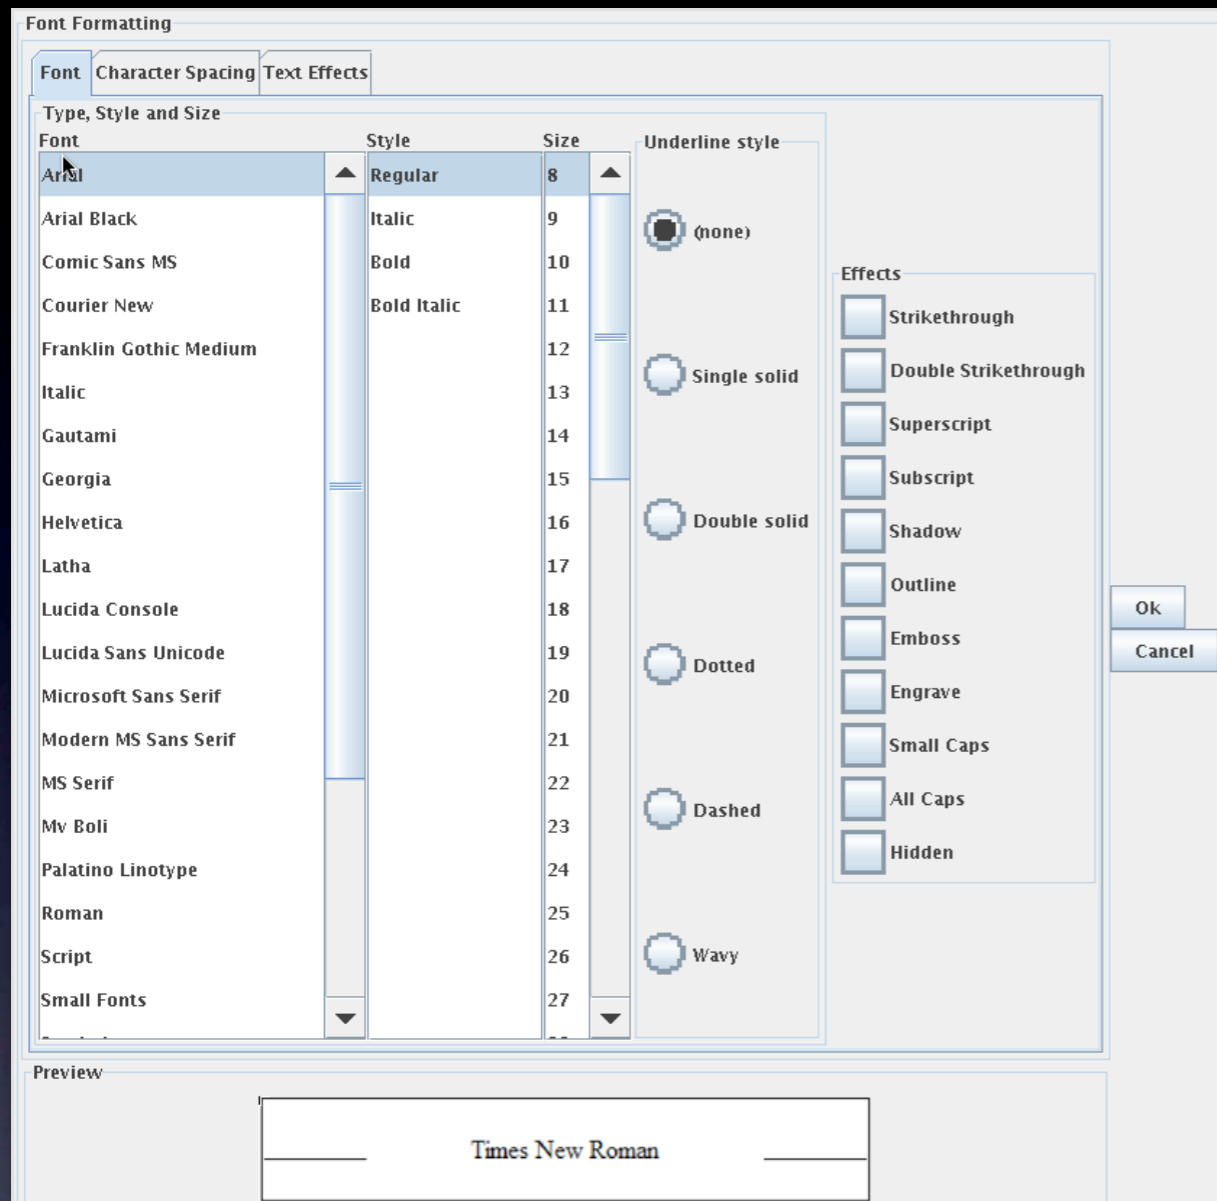 Font Formatting
Font Character Spacing Text Effects
Type, Style and Size
Font Style Size
Arial Regular 8
Arial Black Italic 9
Comic Sans MS Bold 10
Courier New Bold Italic 11
Franklin Gothic Medium 12
Italic 13
Gautami 14
Georgia 15
Helvetica 16
Latha 17
Lucida Console 18
Lucida Sans Unicode 19
Microsoft Sans Serif 20
Modern MS Sans Serif 21
MS Serif 22
Mv Boli 23
Palatino Linotype 24
Roman 25
Script 26
Small Fonts 27
Underline style
(none)
Single solid
Double solid
Dotted
Dashed
Wavy
Effects
Strikethrough
Double Strikethrough
Superscript
Subscript
Shadow
Outline
Emboss
Engrave
Small Caps
All Caps
Hidden
Ok
Cancel
Preview
Times New Roman